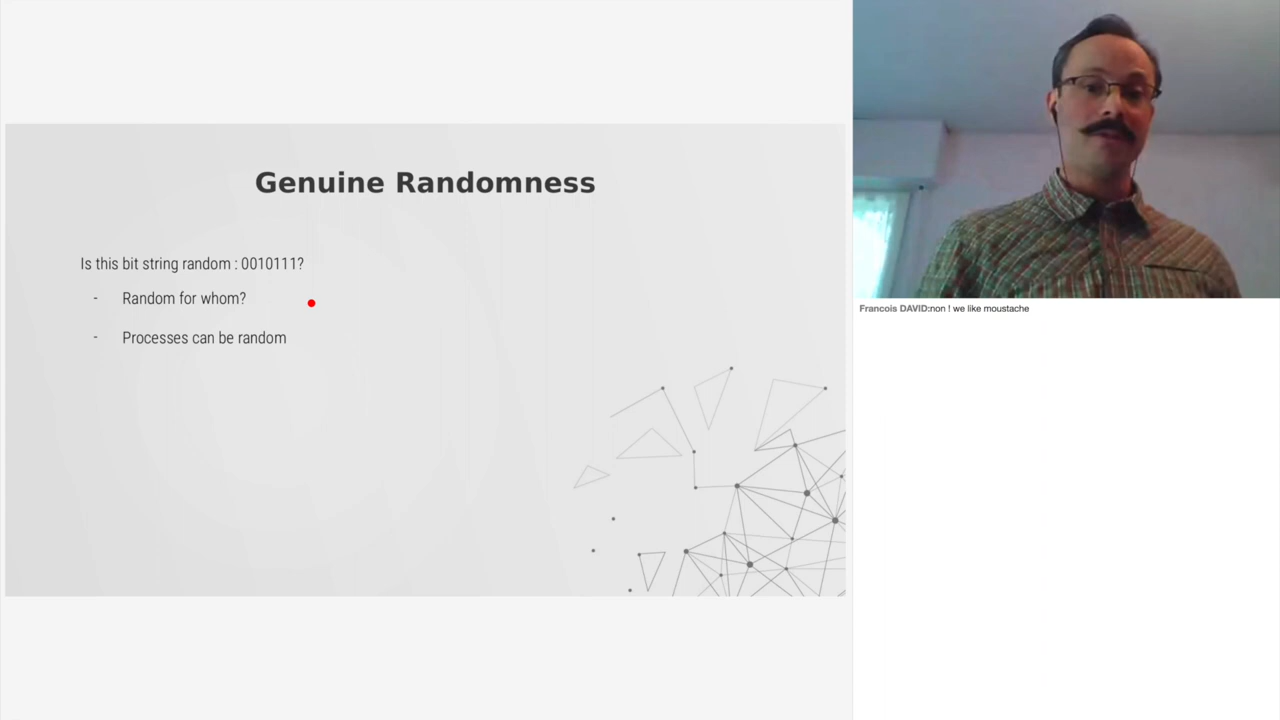 Genuine Randomness
Is this bit string random : 0010111?
- Random for whom?
- Processes can be random
Francois DAVID:non ! we like moustache